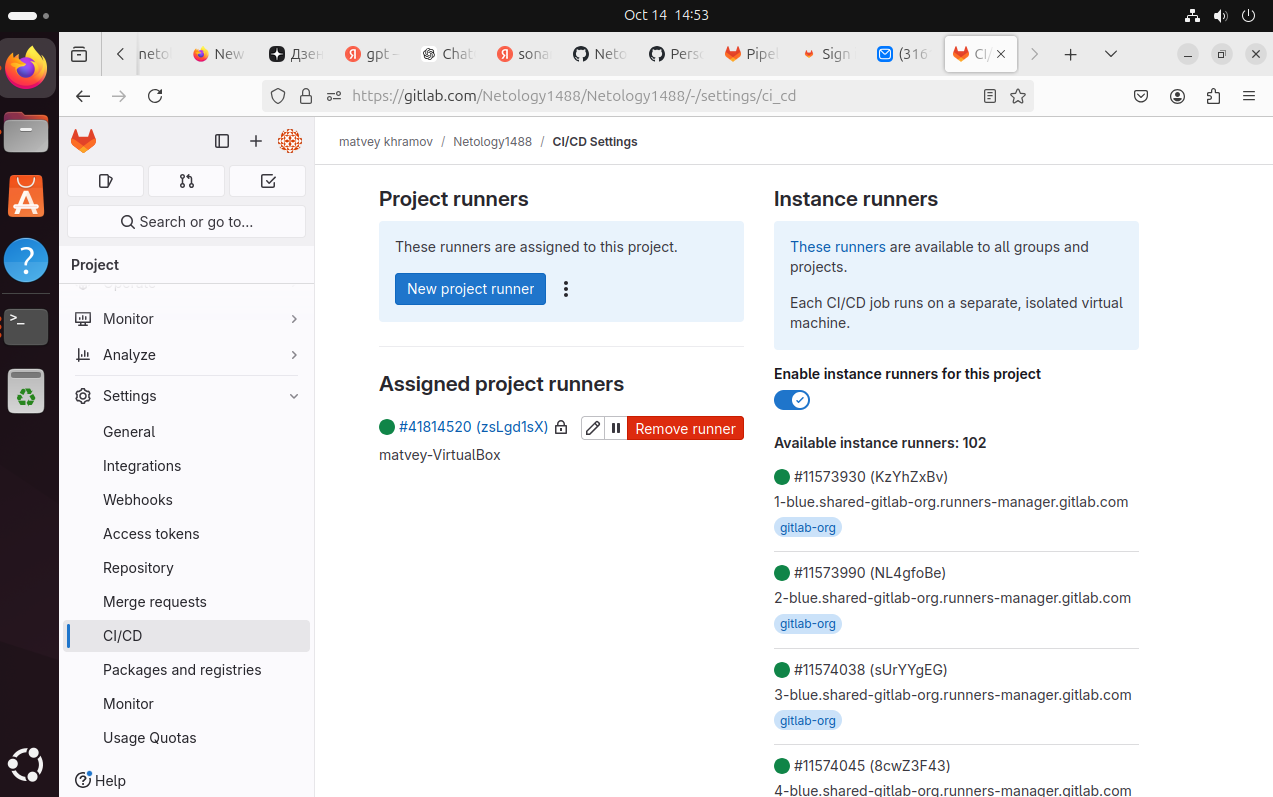 Oct 14 14:53
neto
New
Дзен
gpt –
Chat
sona
Neto
Perso
Pipel
Sign
(316
CI/
https://gitlab.com/Netology1488/Netology1488/-/settings/ci_cd
matvey khramov / Netology1488 / CI/CD Settings
Search or go to...
Project
Operate
Monitor
Analyze
Settings
General
Integrations
Webhooks
Access tokens
Repository
Merge requests
CI/CD
Packages and registries
Monitor
Usage Quotas
Help
Project runners
These runners are assigned to this project.
New project runner
Assigned project runners
#41814520 (zsLgd1sX)
Remove runner
matvey-VirtualBox
Instance runners
These runners are available to all groups and
projects.
Each CI/CD job runs on a separate, isolated virtual
machine.
Enable instance runners for this project
Available instance runners: 102
#11573930 (KzYhZxBv)
1-blue.shared-gitlab-org.runners-manager.gitlab.com
gitlab-org
#11573990 (NL4gfoBe)
2-blue.shared-gitlab-org.runners-manager.gitlab.com
gitlab-org
#11574038 (sUrYYgEG)
3-blue.shared-gitlab-org.runners-manager.gitlab.com
gitlab-org
#11574045 (8cwZ3F43)
4-blue.shared-gitlab-org.runners-manager.gitlab.com